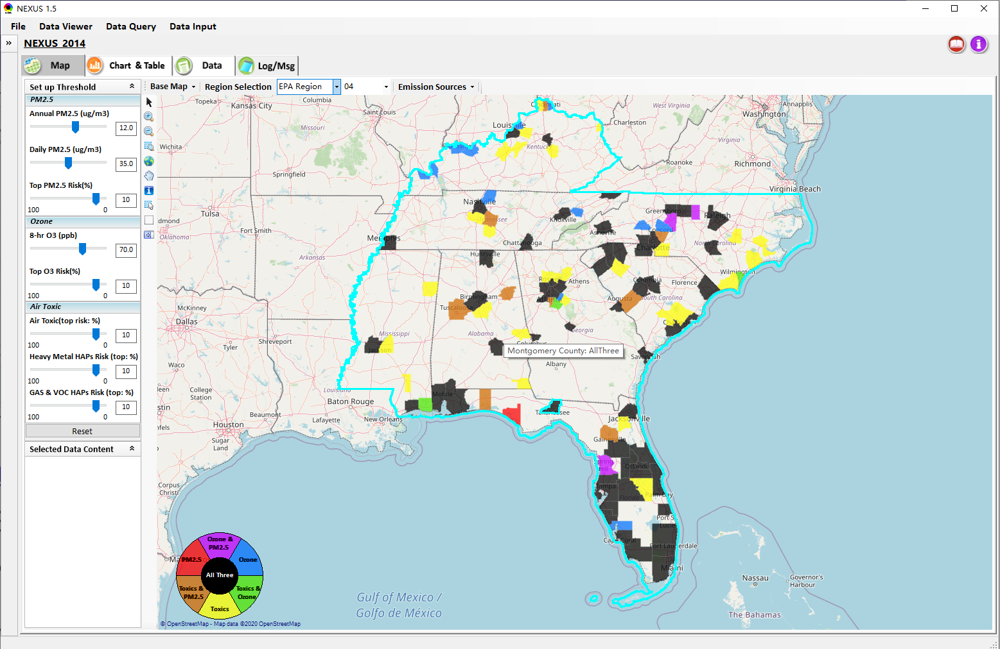 NEXUS 1.5
File Data Viewer Data Query Data Input
»
NEXUS_2014
Map Chart & Table Data Log/Msg
Set up Threshold
Base Map Region Selection EPA Region 04 Emission Sources
PM2.5
Annual PM2.5 (ug/m3)
12.0
Daily PM2.5 (ug/m3)
35.0
Top PM2.5 Risk(%)
10
100 0
Ozone
8-hr O3 (ppb)
70.0
Top O3 Risk(%)
10
100 0
Air Toxic
Air Toxic(top risk: %)
10
100 0
Heavy Metal HAPs Risk (top: %)
10
100 0
GAS & VOC HAPs Risk (top: %)
10
100 0
Reset
Selected Data Content
Topeka
Kansas City
Columbia
Saint Louis
Missouri
Wichita
Springfield
Louisville
Kentucky
West Virginia
Charleston
Annapolis
Washington
Virginia
Roanoke
Richmond
Virginia Beach
Tulsa
Oklahoma
Fort Smith
Arkansas
Memphis
Nashville
Tennessee
Knoxville
Chattanooga
Huntsville
Asheville
Greensboro
Raleigh
Concord
Charlotte
North Carolina
Wilmington
Florence
Columbia
South Carolina
Augusta
Athens
Atlanta
Georgia
Birmingham
Tuscaloosa
Alabama
Mississippi
Jackson
Columbus
Montgomery County: AllThree
Savannah
Albany
McKinney
Dallas
Tyler
Shreveport
Waco
College
Station
Louisiana
Baton Rouge
Mobile
Beaumont
Lafayette
New Orleans
Houston
Sugar
Land
Tallahassee
Jacksonville
Gainesville
Spring
Hill
Orlando
Tampa
Florida
Palm Bay
Port S
Lucie
Cape Coral
Fort Lauderdale
Miami
Corpus
Christi
Nassau
Governor's
Harbour
The Bahamas
Gulf of Mexico /
Golfo de México
Ozone &
PM2.5
PM2.5
Ozone
All Three
Toxics &
PM2.5
Toxics &
Ozone
Toxics
© OpenStreetMap - Map data ©2020 OpenStreetMap